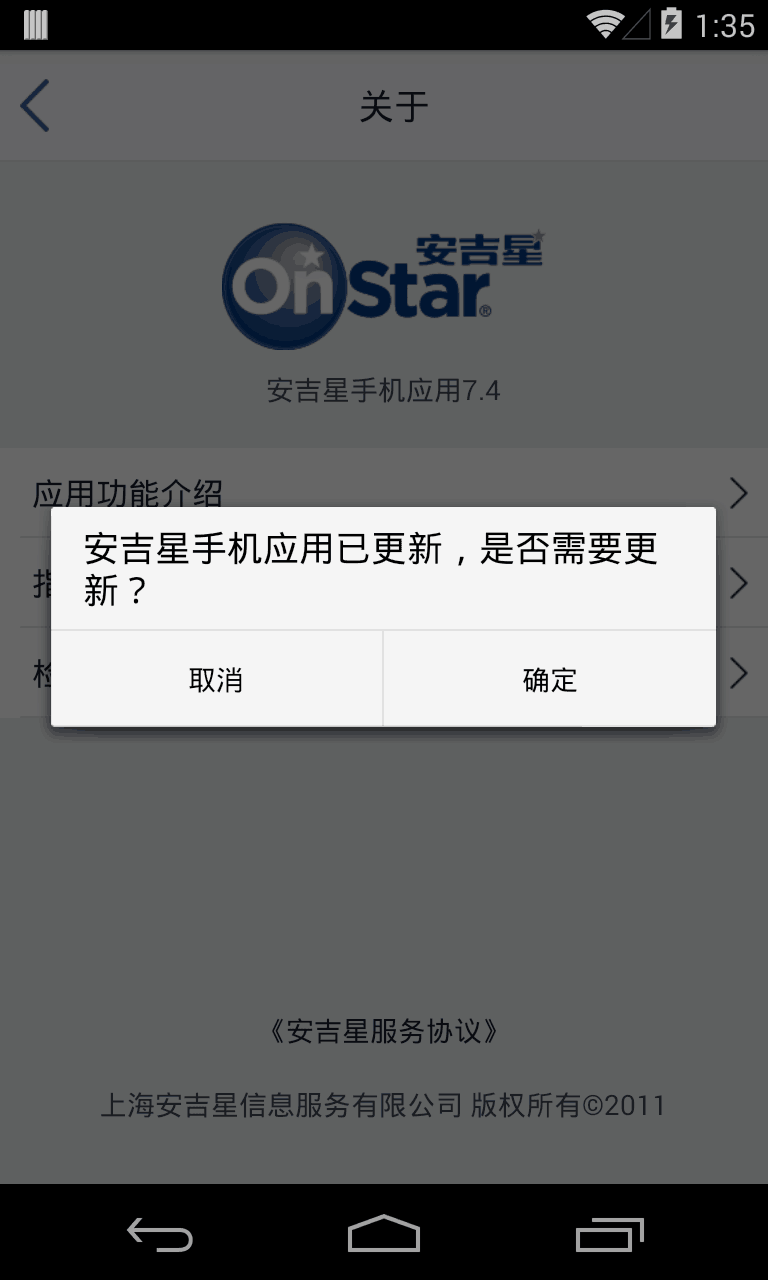 1:35
关于
安吉星
OnStar®
安吉星手机应用7.4
应用功能介绍
安吉星手机应用已更新，是否需要更
新？
取消
确定
《安吉星服务协议》
上海安吉星信息服务有限公司 版权所有©2011